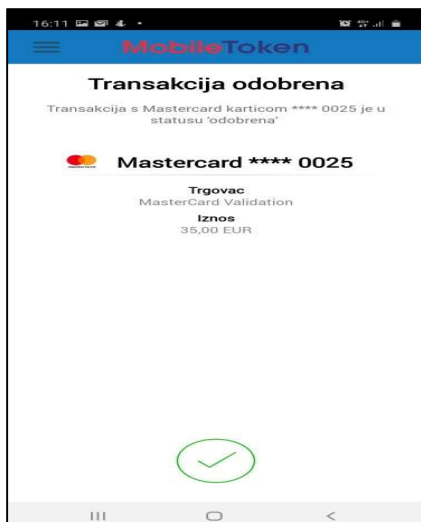 16:11
MobileToken
Transakcija odobrena
Transakcija s Mastercard karticom **** 0025 je u
statusu 'odobrena'
Mastercard **** 0025
Trgovac
MasterCard Validation
Iznos
35,00 EUR